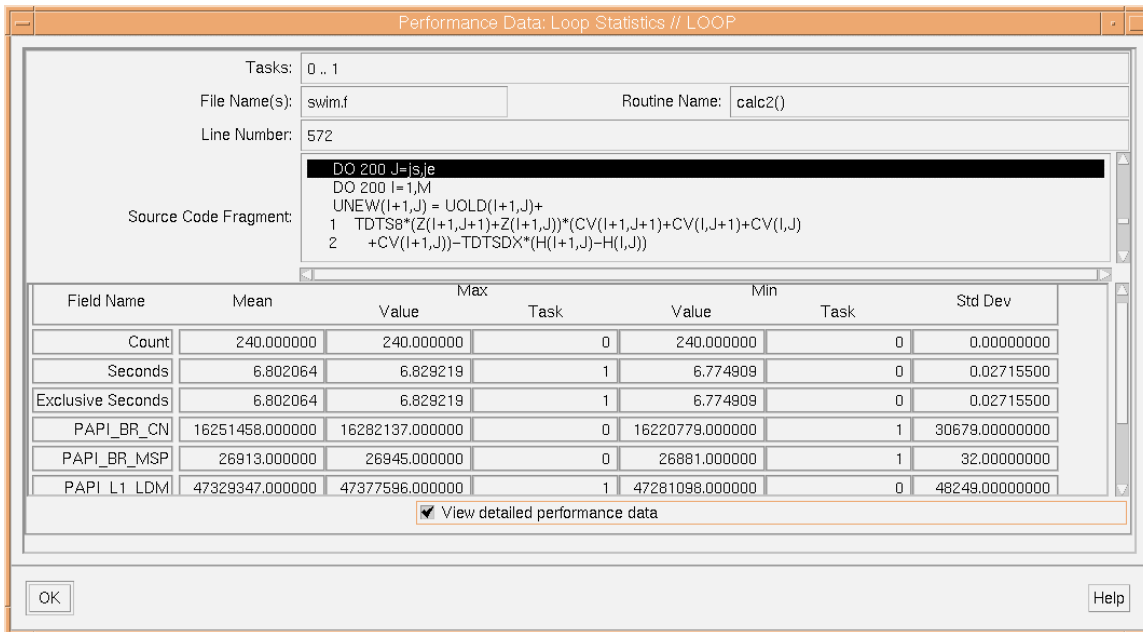 Performance Data: Loop Statistics // LOOP
Tasks: 0 .. 1
File Name(s): swim.f Routine Name: calc2()
Line Number: 572
Source Code Fragment:
DO 200 J=js,je
DO 200 I=1,M
UNEW(I+1,J) = UOLD(I+1,J)+
1 TDTS8*(Z(I+1,J+1)+Z(I+1,J))*(CV(I+1,J+1)+CV(I,J+1)+CV(I,J)
2 +CV(I+1,J))-TDTSDX*(H(I+1,J)-H(I,J))
Field Name Mean Max Min Std Dev
Value Task Value Task
Count 240.000000 240.000000 0 240.000000 0 0.00000000
Seconds 6.802064 6.829219 1 6.774909 0 0.02715500
Exclusive Seconds 6.802064 6.829219 1 6.774909 0 0.02715500
PAPI_BR_CN 16251458.000000 16282137.000000 0 16220779.000000 1 30679.00000000
PAPI_BR_MSP 26913.000000 26945.000000 0 26881.000000 1 32.00000000
PAPI_L1_LDM 47329347.000000 47377596.000000 1 47281098.000000 0 48249.00000000
View detailed performance data
OK Help